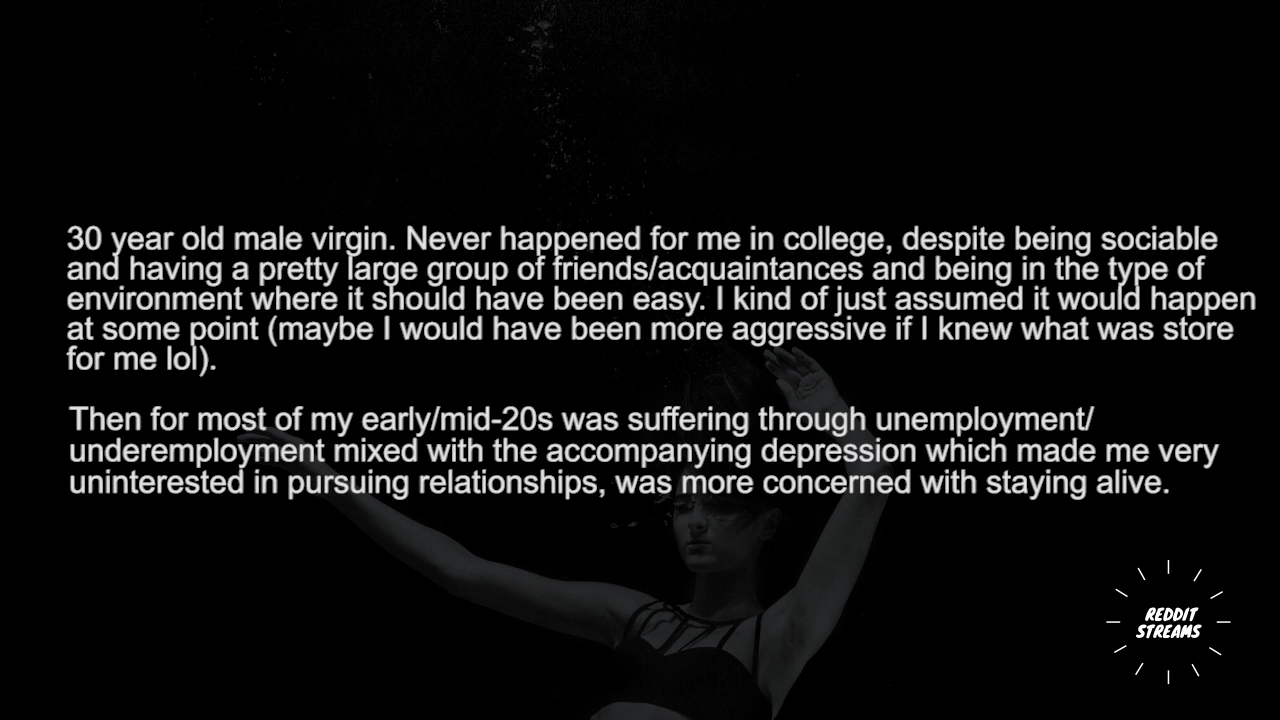 30 year old male virgin. Never happened for me in college, despite being sociable
and having a pretty large group of friends/acquaintances and being in the type of
environment where it should have been easy. I kind of just assumed it would happen
at some point (maybe I would have been more aggressive if I knew what was store
for me lol).
Then for most of my early/mid-20s was suffering through unemployment/
underemployment mixed with the accompanying depression which made me very
uninterested in pursuing relationships, was more concerned with staying alive.
REDDIT
STREAMS